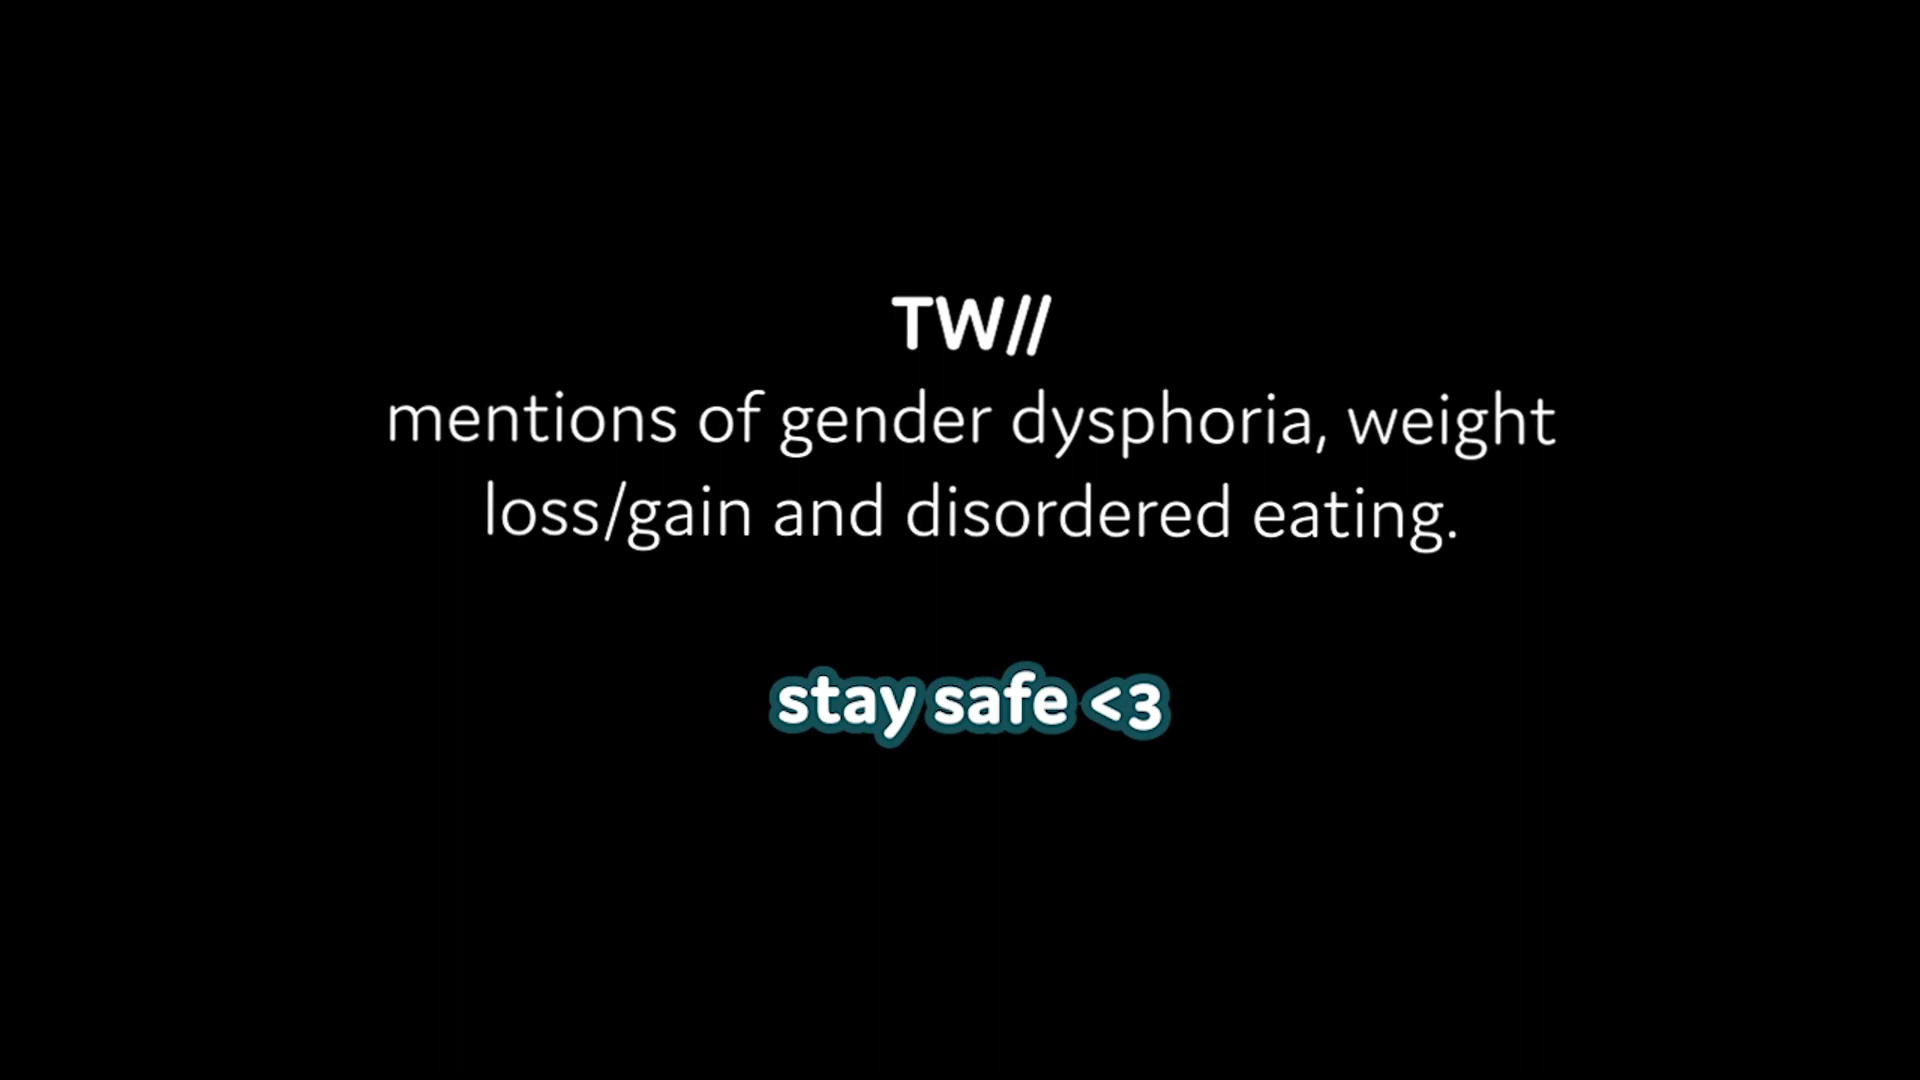 TW//
mentions of gender dysphoria, weight
loss/gain and disordered eating.
stay safe <3